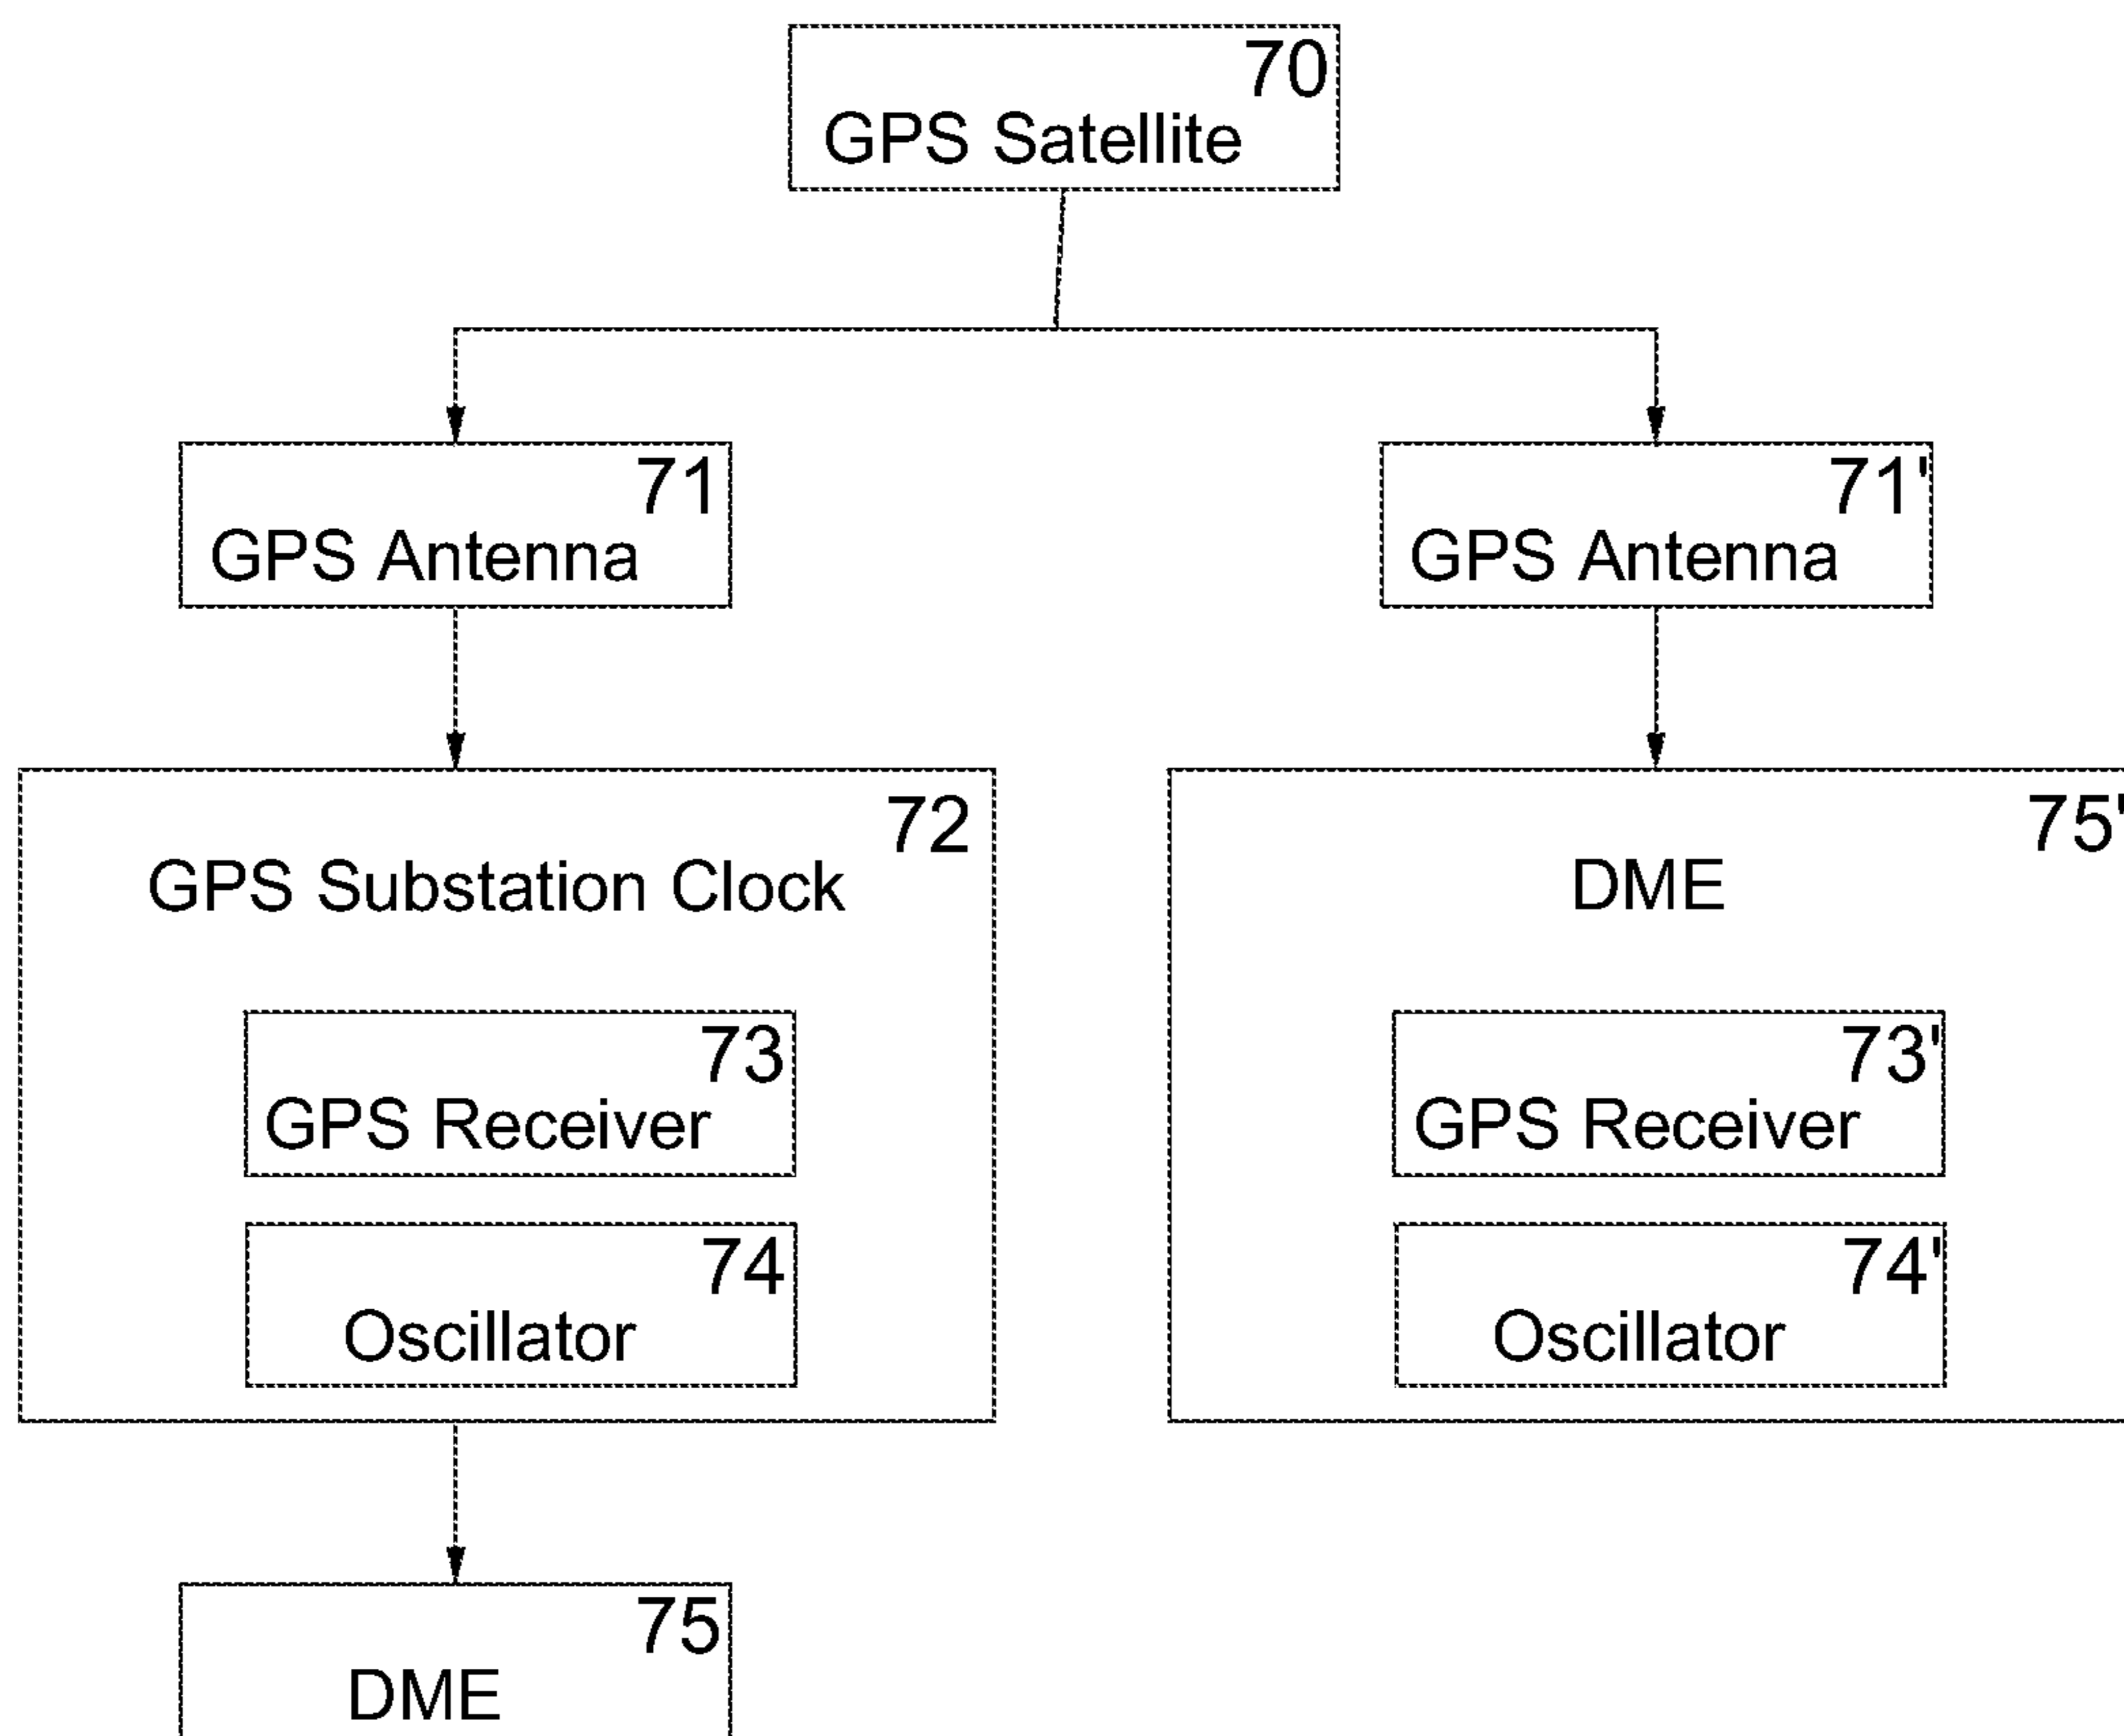 70
GPS Satellite
71
GPS Antenna
71'
GPS Antenna
72
GPS Substation Clock
73
GPS Receiver
74
Oscillator
75'
DME
73'
GPS Receiver
74'
Oscillator
75
DME